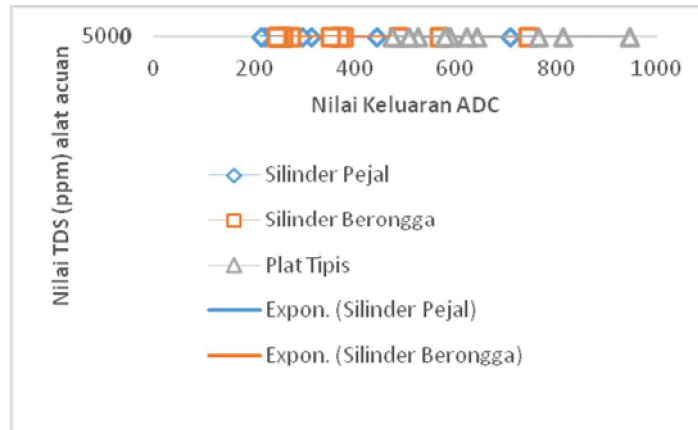 5000
0
0 200 400 600 800 1000
Nilai Keluaran ADC
Nilai TDS (ppm) alat acuan
Silinder Pejal
Silinder Berongga
Plat Tipis
Expon. (Silinder Pejal)
Expon. (Silinder Berongga)